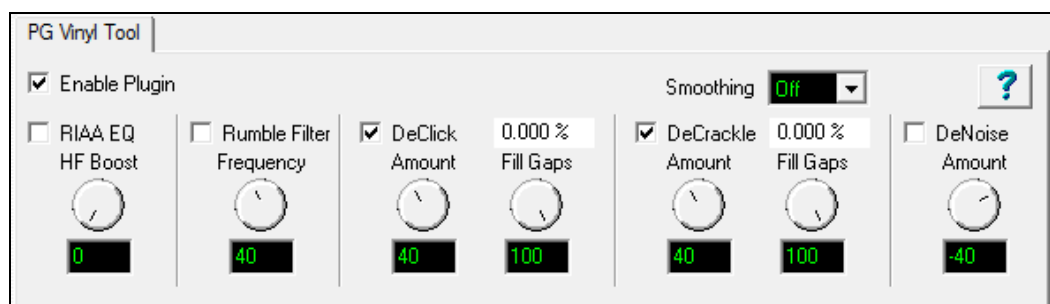 PG Vinyl Tool
Enable Plugin Smoothing Off ?
RIAA EQ Rumble Filter DeClick 0.000 % DeCrackle 0.000 % DeNoise
HF Boost Frequency Amount Fill Gaps Amount Fill Gaps Amount
0 40 40 100 40 100 -40